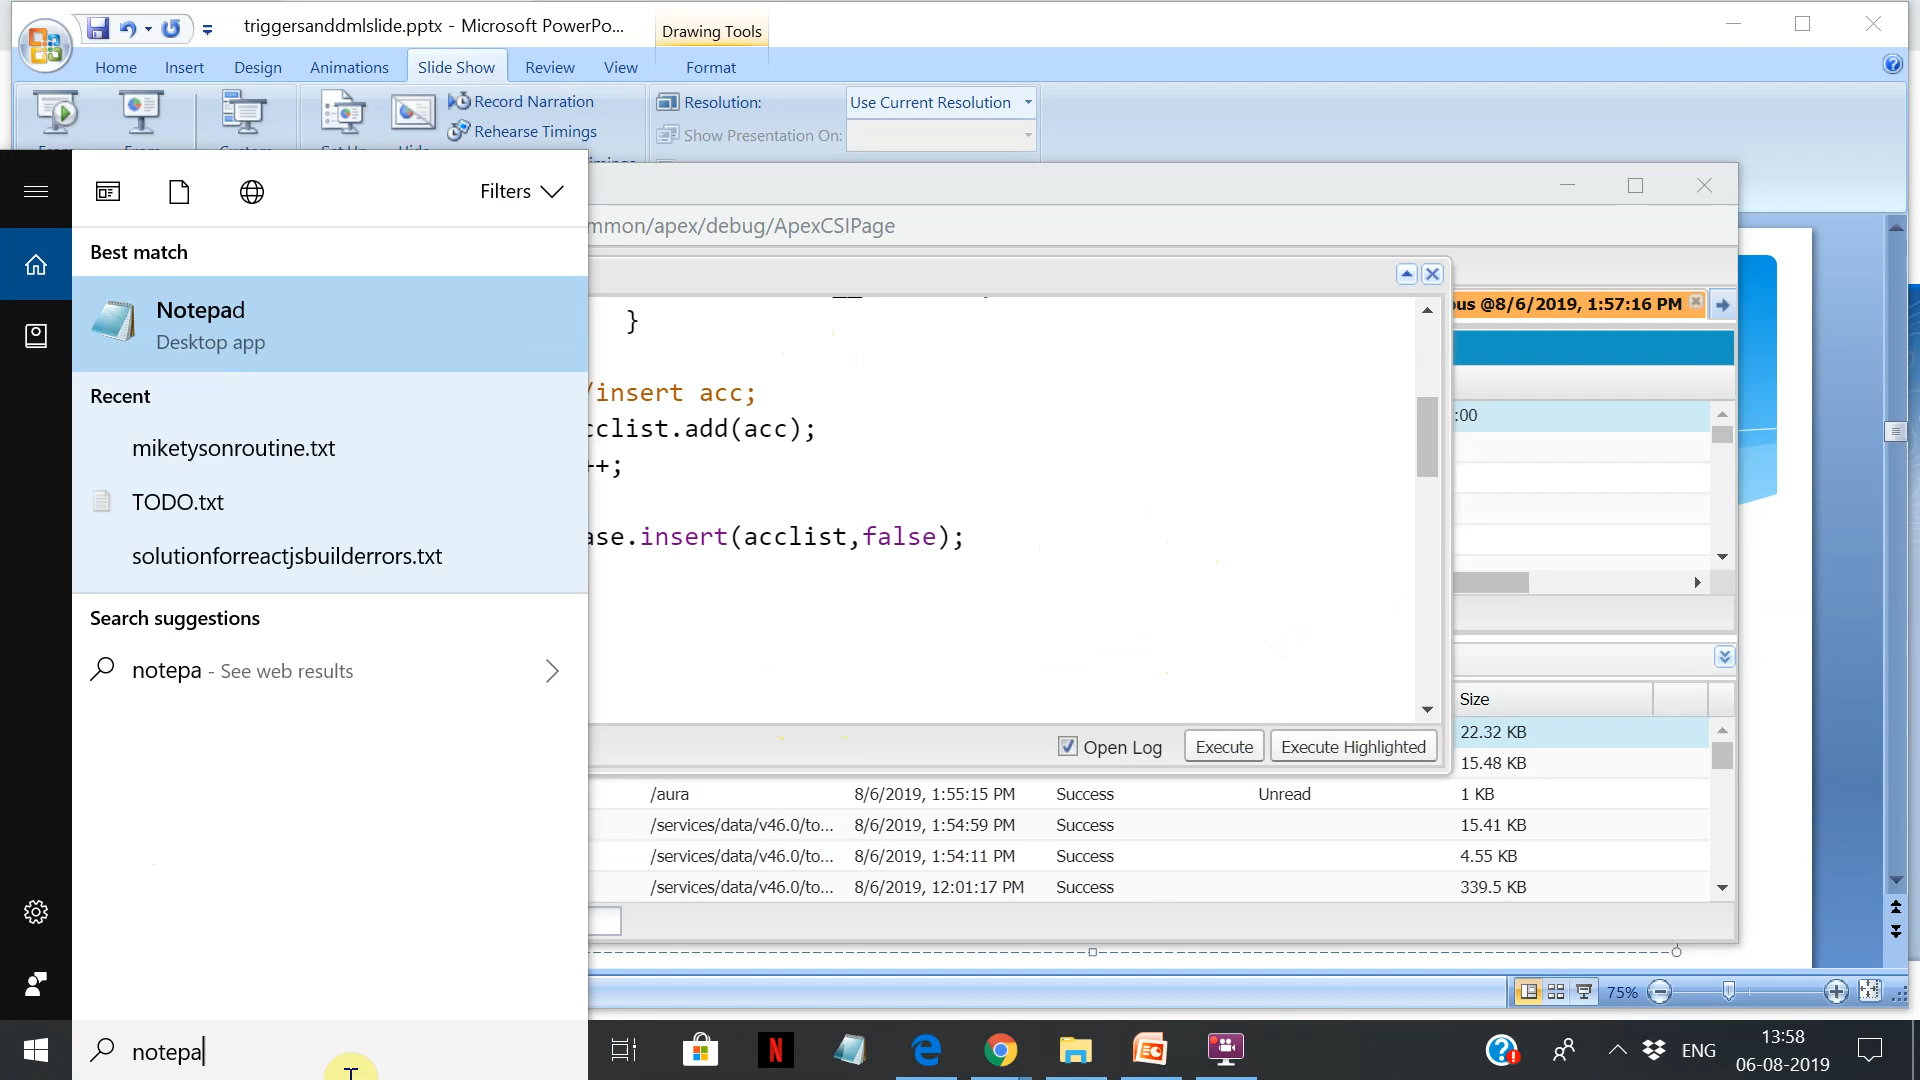 triggersanddmlslide.pptx - Microsoft PowerPo...
Drawing Tools
Home
Insert
Design
Animations
Slide Show
Review
View
Format
Record Narration
Rehearse Timings
Resolution:
Use Current Resolution
Show Presentation On:
Filters
mmon/apex/debug/ApexCSIPage
Best match
Notepad
Desktop app
ous @8/6/2019, 1:57:16 PM
}
Recent
/insert acc;
:00
cclist.add(acc);
miketysonroutine.txt
++;
TODO.txt
ase.insert(acclist,false);
solutionforreactjsbuilderrors.txt
Search suggestions
notepa - See web results
Size
22.32 KB
Open Log
Execute
Execute Highlighted
15.48 KB
/aura
8/6/2019, 1:55:15 PM
Success
Unread
1 KB
/services/data/v46.0/to...
8/6/2019, 1:54:59 PM
Success
15.41 KB
/services/data/v46.0/to...
8/6/2019, 1:54:11 PM
Success
4.55 KB
/services/data/v46.0/to...
8/6/2019, 12:01:17 PM
Success
339.5 KB
75%
notepa
ENG
13:58
06-08-2019